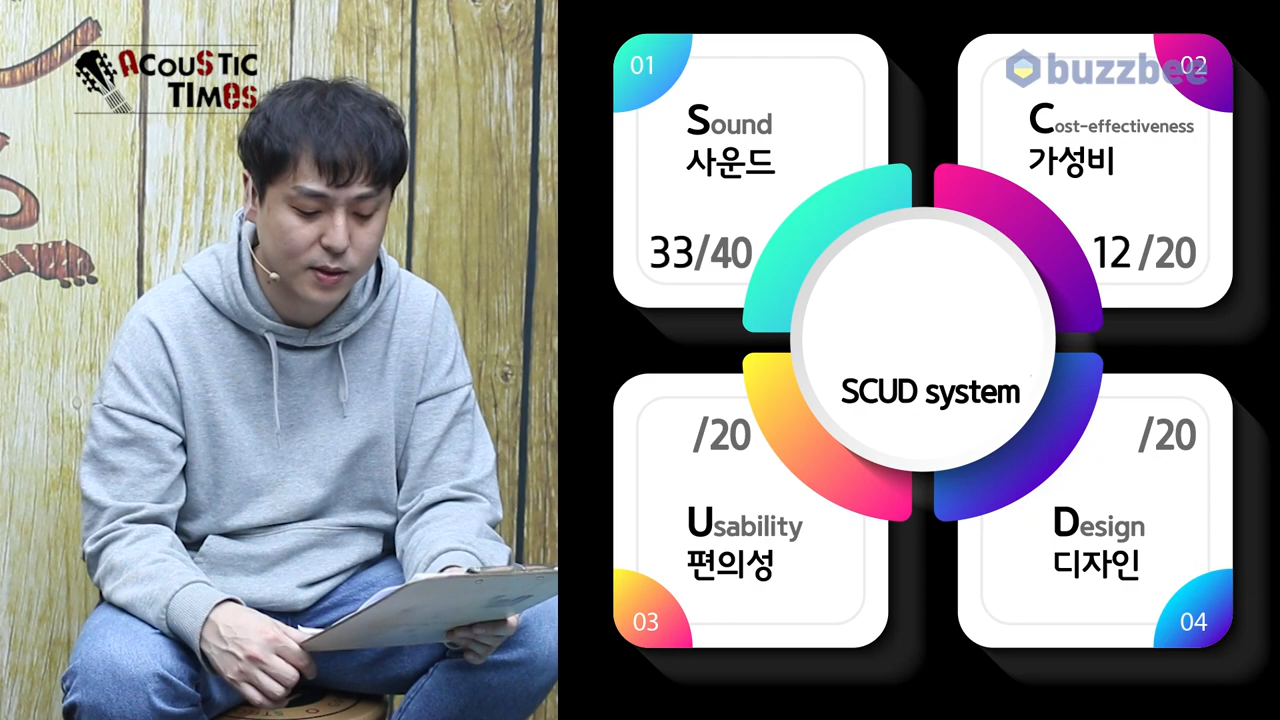 ACOUSTIC
TIMES
01
Sound
사운드
33/40
buzzbee
02
Cost-effectiveness
가성비
12/20
SCUD system
/20
Usability
편의성
03
/20
Design
디자인
04